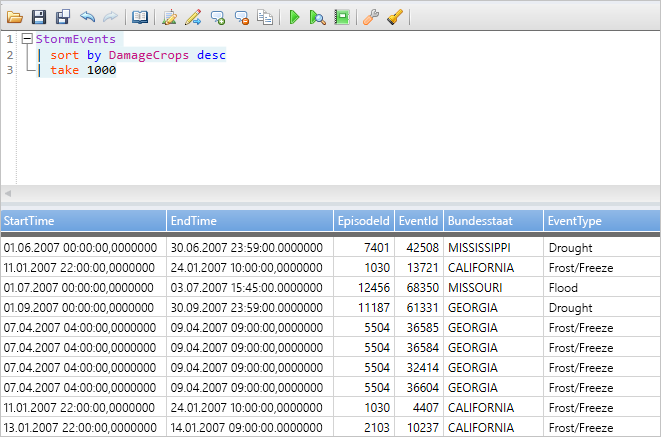 1 StormEvents
2 | sort by DamageCrops desc
3 | take 1000
StartTime EndTime EpisodeId EventId Bundesstaat EventType
01.06.2007 00:00:00,0000000 30.06.2007 23:59:00.0000000 7401 42508 MISSISSIPPI Drought
11.01.2007 22:00:00,0000000 24.01.2007 10:00:00,0000000 1030 13721 CALIFORNIA Frost/Freeze
01.07.2007 00:00:00,0000000 03.07.2007 15:45:00.0000000 12456 68350 MISSOURI Flood
01.09.2007 00:00:00,0000000 30.09.2007 23:59:00.0000000 11187 61331 GEORGIA Drought
07.04.2007 04:00:00,0000000 09.04.2007 09:00:00,0000000 5504 36585 GEORGIA Frost/Freeze
07.04.2007 04:00:00,0000000 09.04.2007 09:00:00,0000000 5504 36584 GEORGIA Frost/Freeze
07.04.2007 04:00:00,0000000 09.04.2007 09:00:00,0000000 5504 32414 GEORGIA Frost/Freeze
07.04.2007 04:00:00,0000000 09.04.2007 09:00:00,0000000 5504 36604 GEORGIA Frost/Freeze
11.01.2007 22:00:00,0000000 24.01.2007 10:00:00,0000000 1030 4407 CALIFORNIA Frost/Freeze
13.01.2007 22:00:00,0000000 14.01.2007 09:00:00.0000000 2103 10237 CALIFORNIA Frost/Freeze